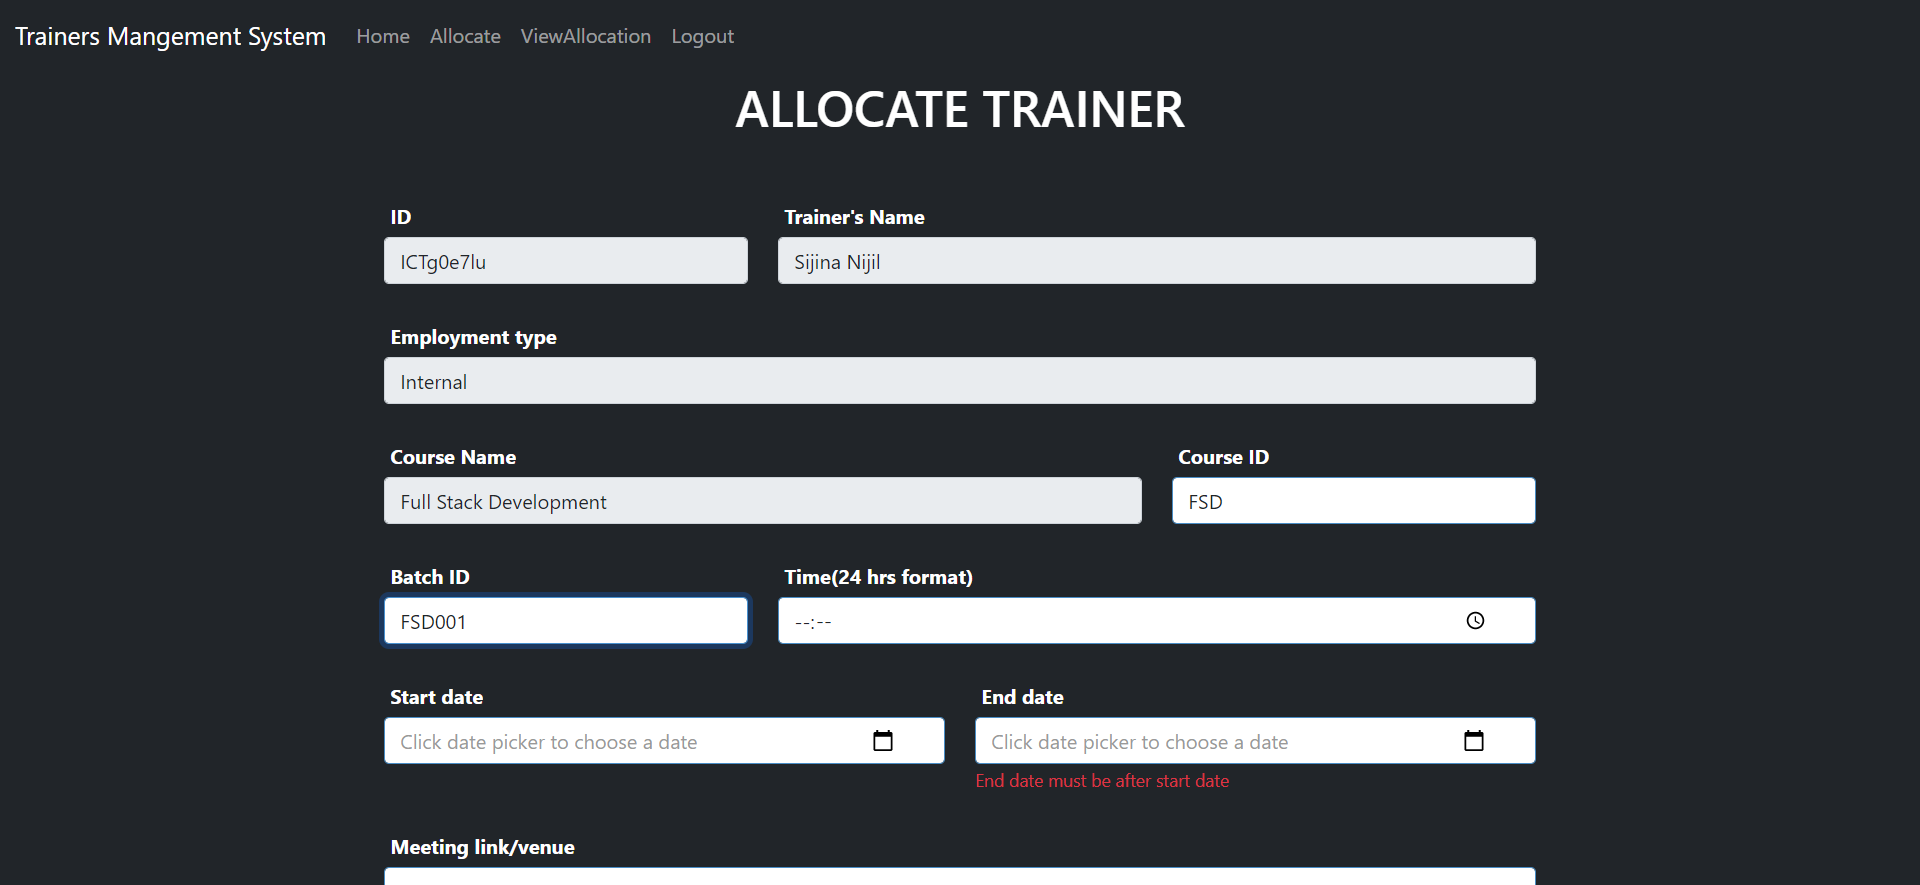 Trainers Mangement System Home Allocate ViewAllocation Logout
ALLOCATE TRAINER
ID Trainer's Name
ICTg0e7lu Sijina Nijil
Employment type
Internal
Course Name Course ID
Full Stack Development FSD
Batch ID Time(24 hrs format)
FSD001 --:--
Start date End date
Click date picker to choose a date Click date picker to choose a date
End date must be after start date
Meeting link/venue